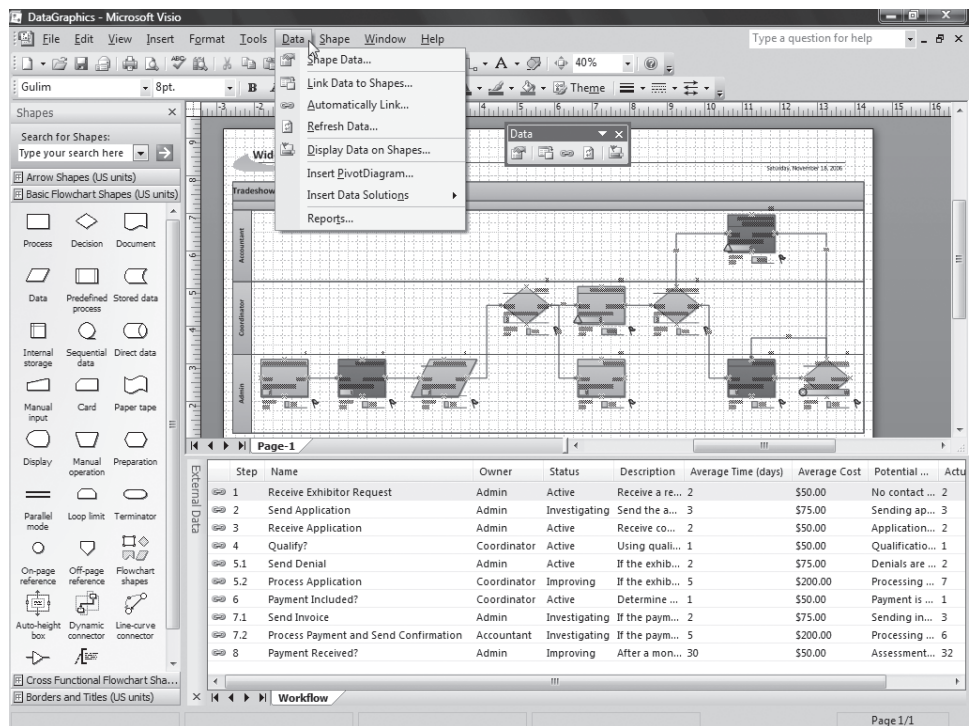 DataGraphics - Microsoft Visio
File Edit View Insert Format Tools Data Shape Window Help
Type a question for help
40%
Gulim 8pt. B Theme
Shapes
Search for Shapes:
Type your search here
Arrow Shapes (US units)
Basic Flowchart Shapes (US units)
Process Decision Document
Data Predefined process Stored data
Internal storage Sequential data Direct data
Manual input Card Paper tape
Display Manual operation Preparation
Parallel mode Loop limit Terminator
On-page reference Off-page reference Flowchart shapes
Auto-height box Dynamic connector Line-curve connector
Cross Functional Flowchart Sha...
Borders and Titles (US units)
Shape Data...
Link Data to Shapes...
Automatically Link...
Refresh Data...
Display Data on Shapes...
Insert PivotDiagram...
Insert Data Solutions
Reports...
Data
Wid
Saturday, November 18, 2006
Tradeshow
Accountant
Coordinator
Admin
Page-1
External Data
Step Name Owner Status Description Average Time (days) Average Cost Potential ... Actu
1 Receive Exhibitor Request Admin Active Receive a re... 2 $50.00 No contact ... 2
2 Send Application Admin Investigating Send the a... 3 $75.00 Sending ap... 3
3 Receive Application Admin Active Receive co... 2 $50.00 Application... 2
4 Qualify? Coordinator Active Using quali... 1 $50.00 Qualificatio... 1
5.1 Send Denial Admin Active If the exhib... 2 $75.00 Denials are ... 2
5.2 Process Application Coordinator Improving If the exhib... 5 $200.00 Processing ... 7
6 Payment Included? Coordinator Active Determine ... 1 $50.00 Payment is ... 1
7.1 Send Invoice Admin Investigating If the paym... 2 $75.00 Sending in... 3
7.2 Process Payment and Send Confirmation Accountant Investigating If the paym... 5 $200.00 Processing ... 6
8 Payment Received? Admin Improving After a mon... 30 $50.00 Assessment... 32
Workflow
Page 1/1